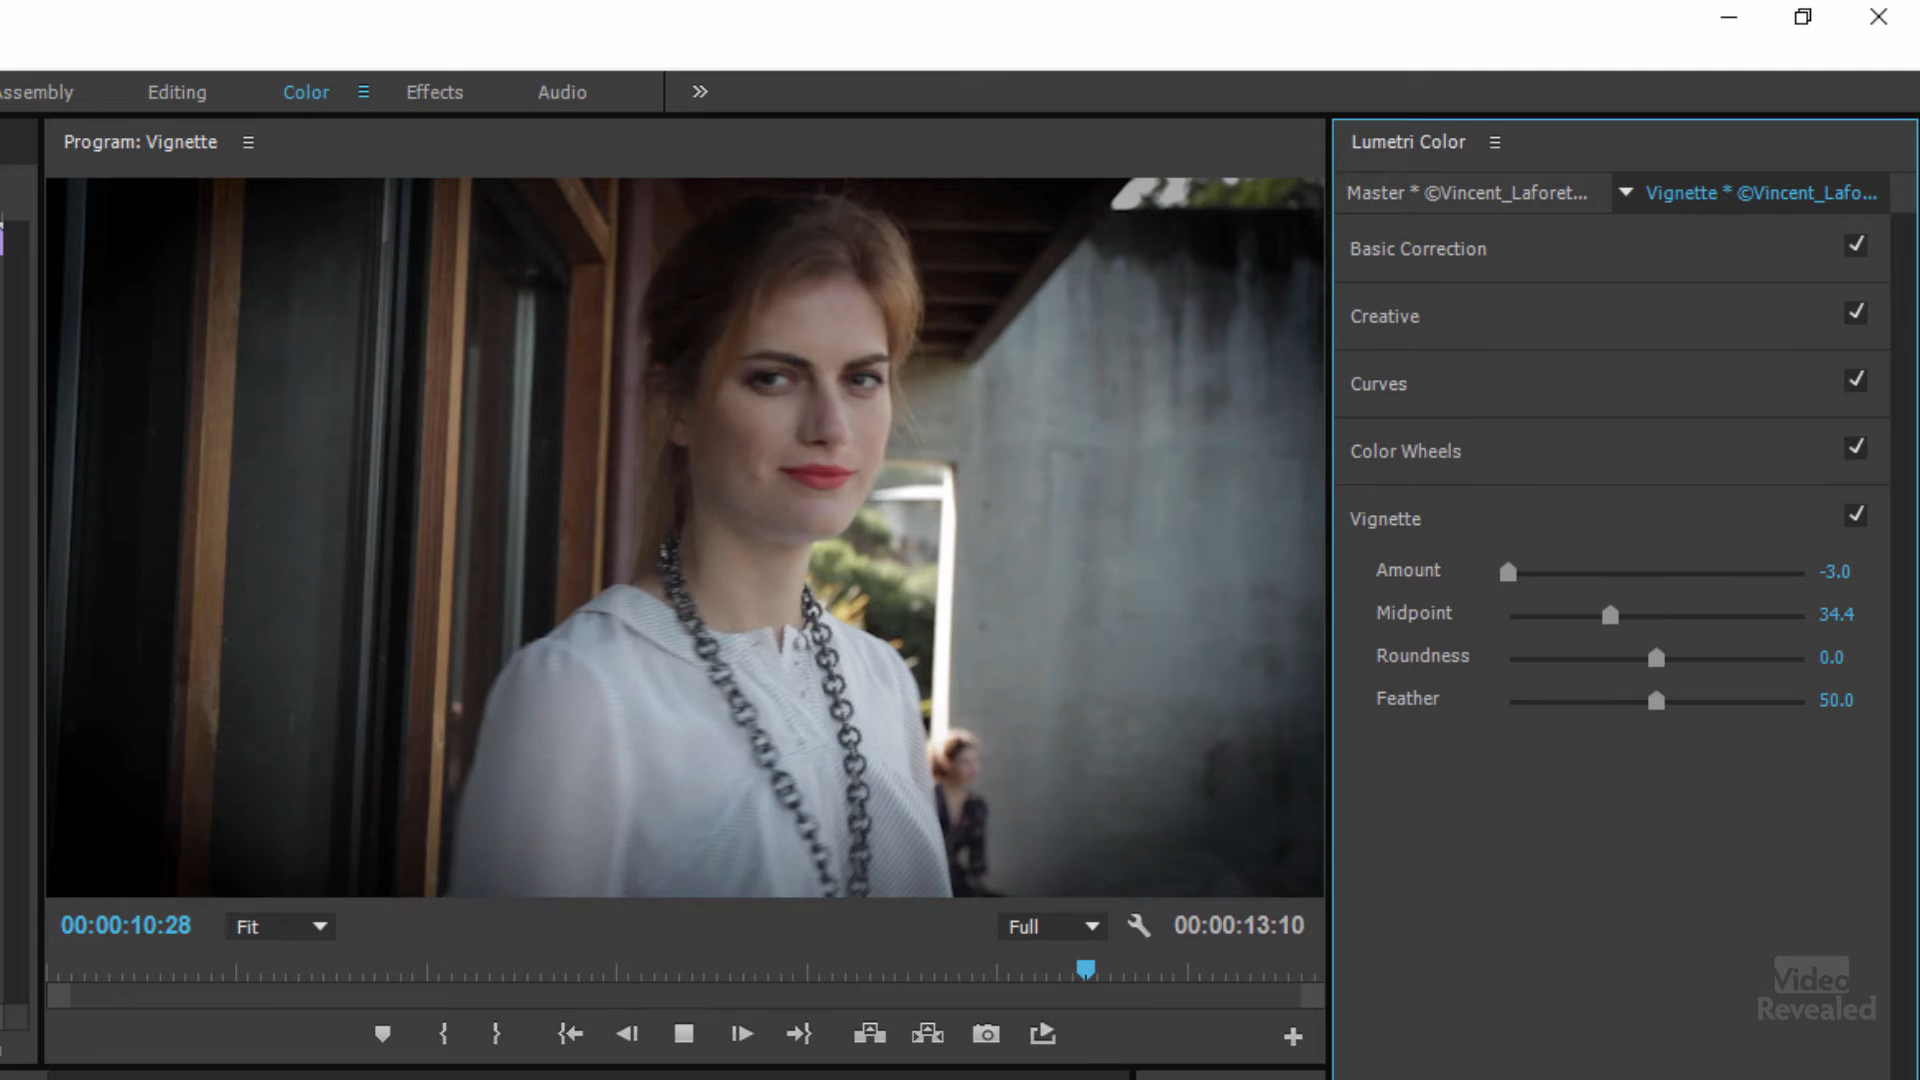 Assembly Editing Color Effects Audio
Program: Vignette
Lumetri Color
Master * ©Vincent_Laforet... Vignette * ©Vincent_Lafo...
Basic Correction
Creative
Curves
Color Wheels
Vignette
Amount -3.0
Midpoint 34.4
Roundness 0.0
Feather 50.0
00:00:10:28 Fit Full 00:00:13:10
Video
Revealed